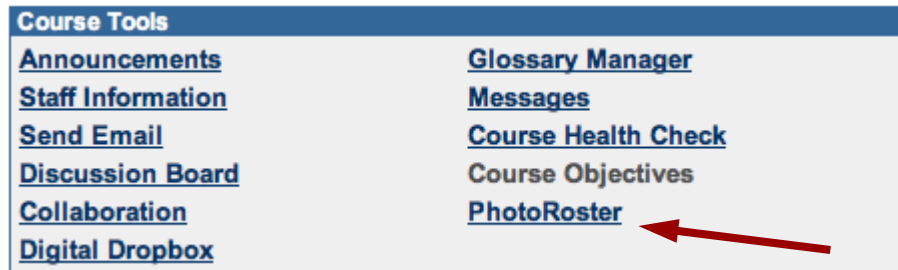 Course Tools
Announcements
Staff Information
Send Email
Discussion Board
Collaboration
Digital Dropbox
Glossary Manager
Messages
Course Health Check
Course Objectives
PhotoRoster